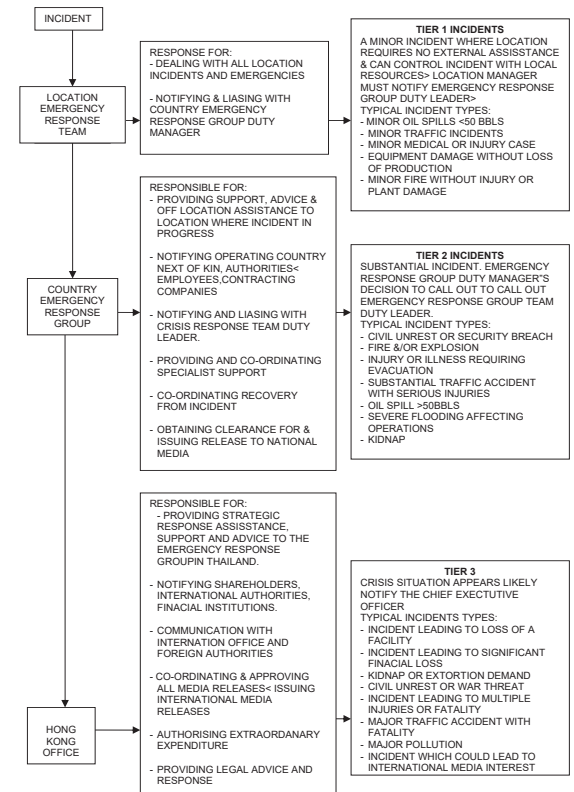 INCIDENT
LOCATION
EMERGENCY
RESPONSE
TEAM
RESPONSE FOR:
- DEALING WITH ALL LOCATION
INCIDENTS AND EMERGENCIES
- NOTIFYING & LIASING WITH
COUNTRY EMERGENCY
RESPONSE GROUP DUTY
MANAGER
TIER 1 INCIDENTS
A MINOR INCIDENT WHERE LOCATION
REQUIRES NO EXTERNAL ASSISTANCE
& CAN CONTROL INCIDENT WITH LOCAL
RESOURCES> LOCATION MANAGER
MUST NOTIFY EMERGENCY RESPONSE
GROUP DUTY LEADER>
TYPICAL INCIDENT TYPES:
- MINOR OIL SPILLS <50 BBLS
- MINOR TRAFFIC INCIDENTS
- MINOR MEDICAL OR INJURY CASE
- EQUIPMENT DAMAGE WITHOUT LOSS
OF PRODUCTION
- MINOR FIRE WITHOUT INJURY OR
PLANT DAMAGE
COUNTRY
EMERGENCY
RESPONSE
GROUP
RESPONSIBLE FOR:
- PROVIDING SUPPORT, ADVICE &
OFF LOCATION ASSISTANCE TO
LOCATION WHERE INCIDENT IN
PROGRESS
- NOTIFYING OPERATING COUNTRY
NEXT OF KIN, AUTHORITIES<
EMPLOYEES,CONTRACTING
COMPANIES
- NOTIFYING AND LIASING WITH
CRISIS RESPONSE TEAM DUTY
LEADER.
- PROVIDING AND CO-ORDINATING
SPECIALIST SUPPORT
- CO-ORDINATING RECOVERY
FROM INCIDENT
- OBTAINING CLEARANCE FOR &
ISSUING RELEASE TO NATIONAL
MEDIA
TIER 2 INCIDENTS
SUBSTANTIAL INCIDENT. EMERGENCY
RESPONSE GROUP DUTY MANAGER"S
DECISION TO CALL OUT TO CALL OUT
EMERGENCY RESPONSE GROUP TEAM
DUTY LEADER.
TYPICAL INCIDENT TYPES:
- CIVIL UNREST OR SECURITY BREACH
- FIRE &/OR EXPLOSION
- INJURY OR ILLNESS REQUIRING
EVACUATION
- SUBSTANTIAL TRAFFIC ACCIDENT
WITH SERIOUS INJURIES
- OIL SPILL >50BBLS
- SEVERE FLOODING AFFECTING
OPERATIONS
- KIDNAP
HONG
KONG
OFFICE
RESPONSIBLE FOR:
- PROVIDING STRATEGIC
RESPONSE ASSISSTANCE,
SUPPORT AND ADVICE TO THE
EMERGENCY RESPONSE
GROUPIN THAILAND.
- NOTIFYING SHAREHOLDERS,
INTERNATIONAL AUTHORITIES,
FINACIAL INSTITUTIONS.
- COMMUNICATION WITH
INTERNATION OFFICE AND
FOREIGN AUTHORITIES
- CO-ORDINATING & APPROVING
ALL MEDIA RELEASES< ISSUING
INTERNATIONAL MEDIA
RELEASES
- AUTHORISING EXTRAORDANARY
EXPENDITURE
- PROVIDING LEGAL ADVICE AND
RESPONSE
TIER 3
CRISIS SITUATION APPEARS LIKELY
NOTIFY THE CHIEF EXECTUTIVE
OFFICER
TYPICAL INCIDENTS TYPES:
- INCIDENT LEADING TO LOSS OF A
FACILITY
- INCIDENT LEADING TO SIGNIFICANT
FINACIAL LOSS
- KIDNAP OR EXTORTION DEMAND
- CIVIL UNREST OR WAR THREAT
- INCIDENT LEADING TO MULTIPLE
INJURIES OR FATALITY
- MAJOR TRAFFIC ACCIDENT WITH
FATALITY
- MAJOR POLLUTION
- INCIDENT WHICH COULD LEAD TO
INTERNATIONAL MEDIA INTEREST